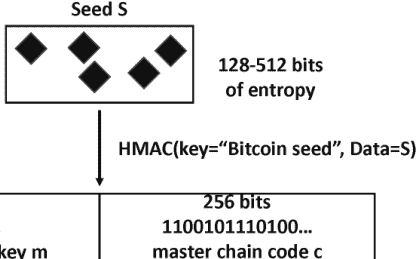 Seed S
128-512 bits
of entropy
HMAC(key="Bitcoin seed", Data=S)
256 bits
1100101110100...
key m
master chain code c